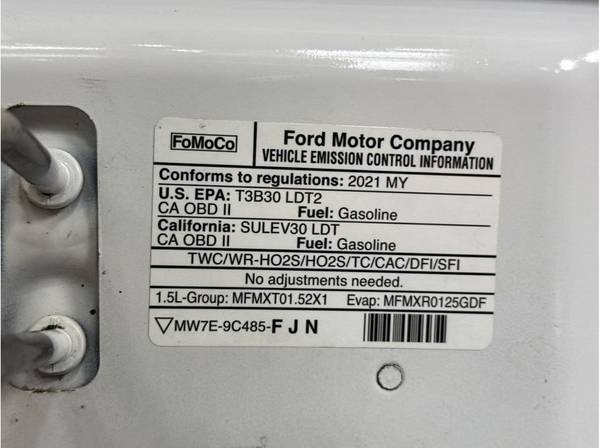 FoMoCo
Ford Motor Company
VEHICLE EMISSION CONTROL INFORMATION
Conforms to regulations: 2021 MY
U.S. EPA: T3B30 LDT2
CA OBD II Fuel: Gasoline
California: SULEV30 LDT
CA OBD II Fuel: Gasoline
TWC/WR-HO2S/HO2S/TC/CAC/DFI/SFI
No adjustments needed.
1.5L-Group: MFMXT01.52X1 Evap: MFMXR0125GDF
MW7E-9C485-F J N